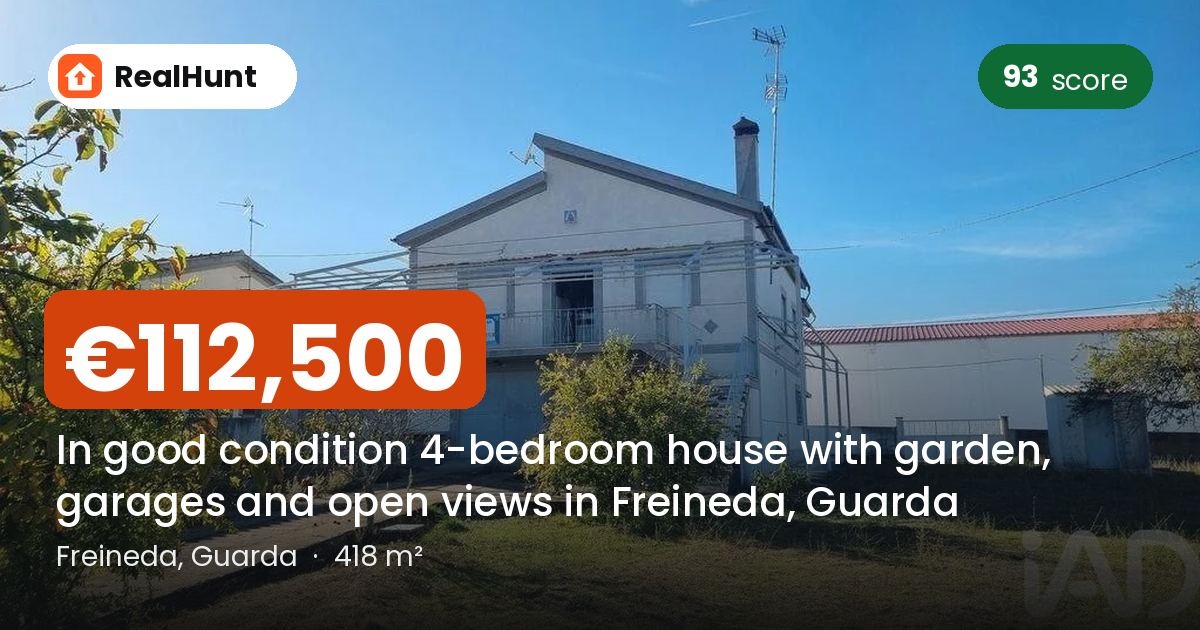 RealHunt
93 score
€112,500
In good condition 4-bedroom house with garden,
garages and open views in Freineda, Guarda
Freineda, Guarda · 418 m²
iAD